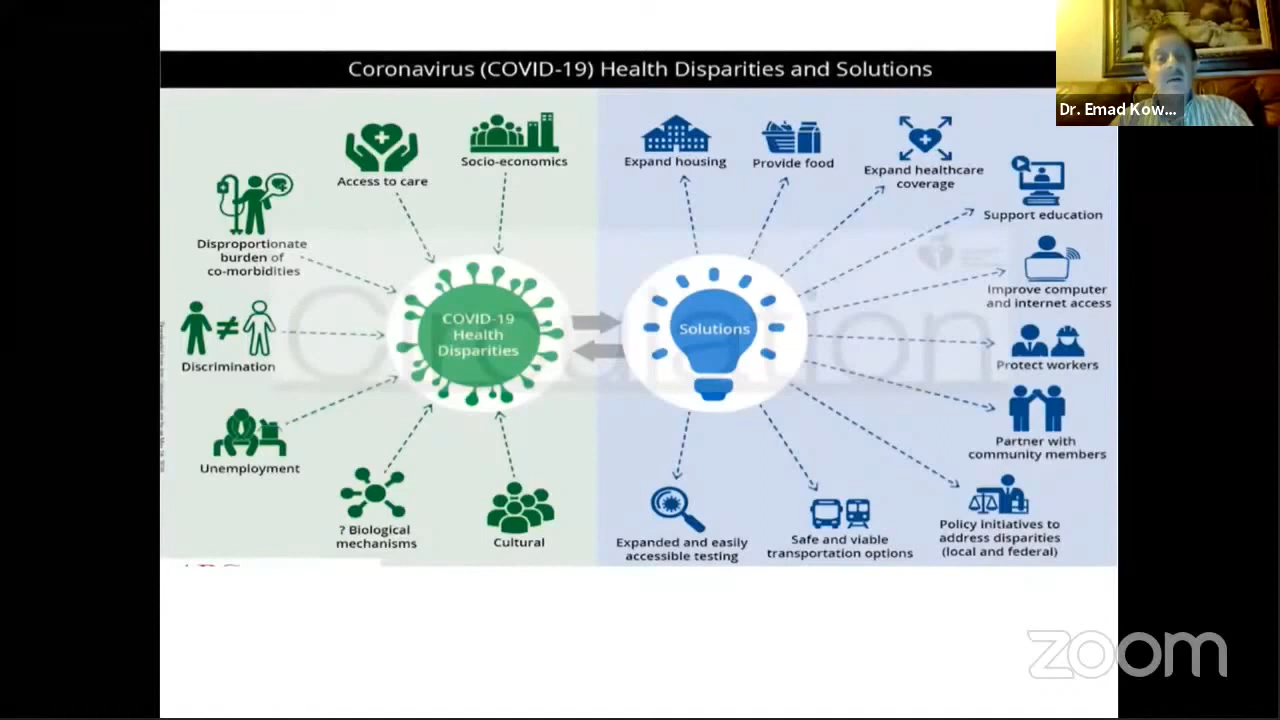 Coronavirus (COVID-19) Health Disparities and Solutions
Dr. Emad Kow...
Access to care
Socio-economics
Disproportionate
burden of
co-morbidities
Discrimination
Unemployment
? Biological
mechanisms
Cultural
COVID-19
Health
Disparities
Solutions
Expand housing
Provide food
Expand healthcare
coverage
Support education
Improve computer
and internet access
Protect workers
Partner with
community members
Policy initiatives to
address disparities
(local and federal)
Safe and viable
transportation options
Expanded and easily
accessible testing
Circulation
zoom